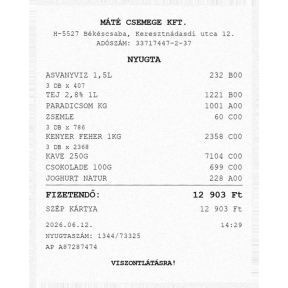 MÁTÉ CSEMEGE KFT.
H-5527 Békéscsaba, Keresztnádasdi utca 12.
ADÓSZÁM: 33717447-2-37
NYUGTA
ASVANYVIZ 1,5L 232 B00
3 DB x 407
TEJ 2,8% 1L 1221 B00
PARADICSOM KG 1001 A00
ZSEMLE 60 C00
3 DB x 786
KENYER FEHER 1KG 2358 C00
3 DB x 2368
KAVE 250G 7104 C00
CSOKOLADE 100G 699 C00
JOGHURT NATUR 228 A00
FIZETENDŐ: 12 903 Ft
SZÉP KÁRTYA 12 903 Ft
2026.06.12. 14:29
NYUGTASZÁM: 1344/73325
AP A87287474
VISZONTLÁTÁSRA!